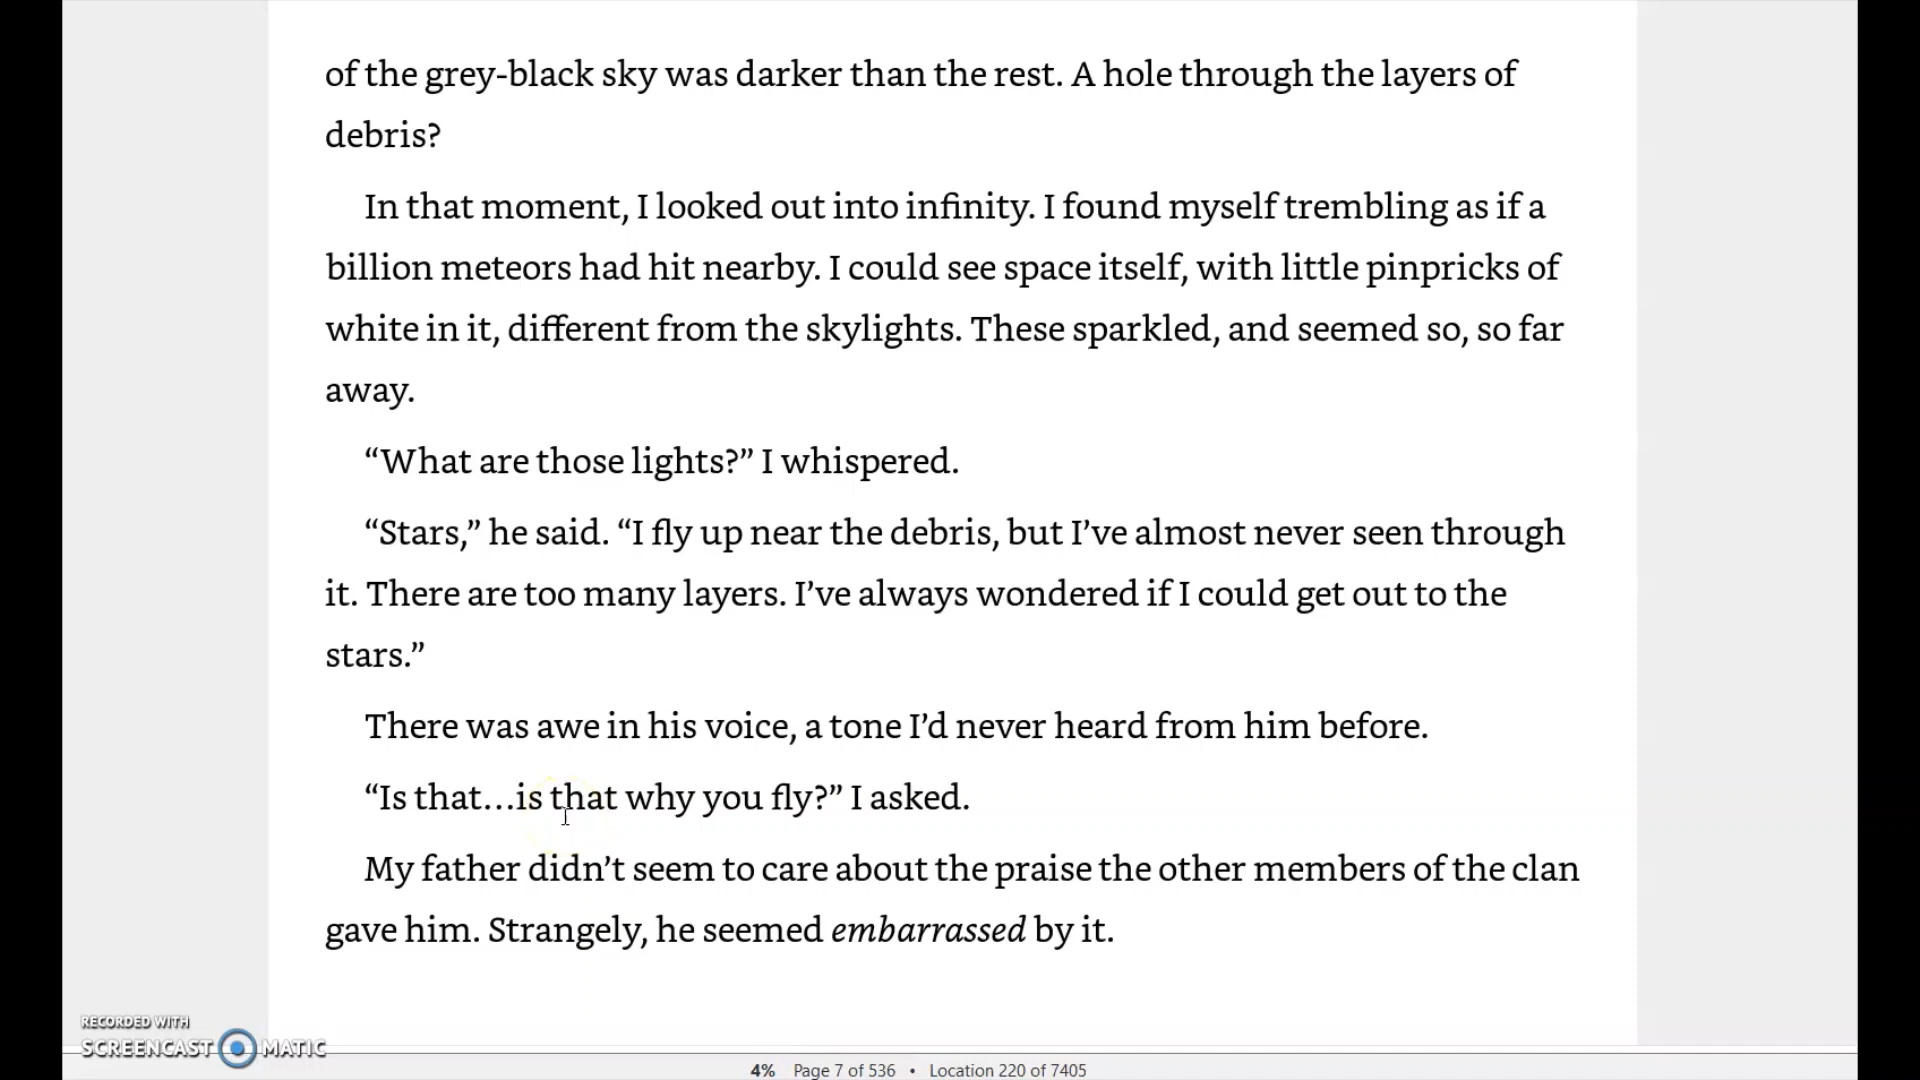 of the grey-black sky was darker than the rest. A hole through the layers of
debris?
In that moment, I looked out into infinity. I found myself trembling as if a
billion meteors had hit nearby. I could see space itself, with little pinpricks of
white in it, different from the skylights. These sparkled, and seemed so, so far
away.
“What are those lights?” I whispered.
“Stars,” he said. “I fly up near the debris, but I’ve almost never seen through
it. There are too many layers. I’ve always wondered if I could get out to the
stars.”
There was awe in his voice, a tone I’d never heard from him before.
“Is that…is that why you fly?” I asked.
My father didn’t seem to care about the praise the other members of the clan
gave him. Strangely, he seemed embarrassed by it.
RECORDED WITH
SCREENCAST MATIC
4% Page 7 of 536 • Location 220 of 7405